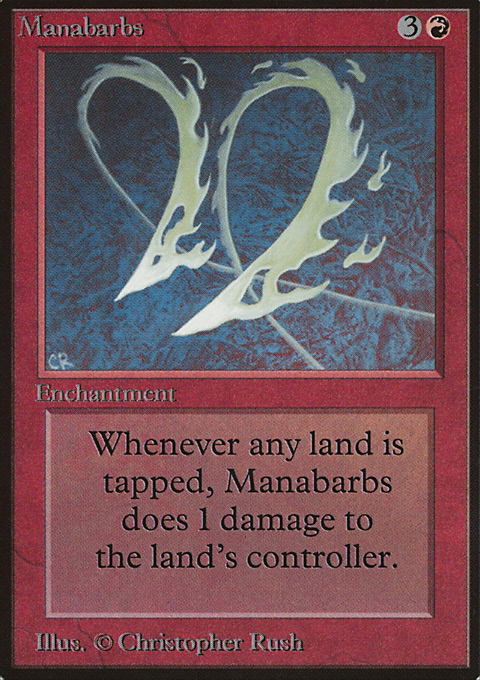 Manabarbs 3
CR
Enchantment
Whenever any land is
tapped, Manabarbs
does 1 damage to
the land's controller.
Illus. © Christopher Rush